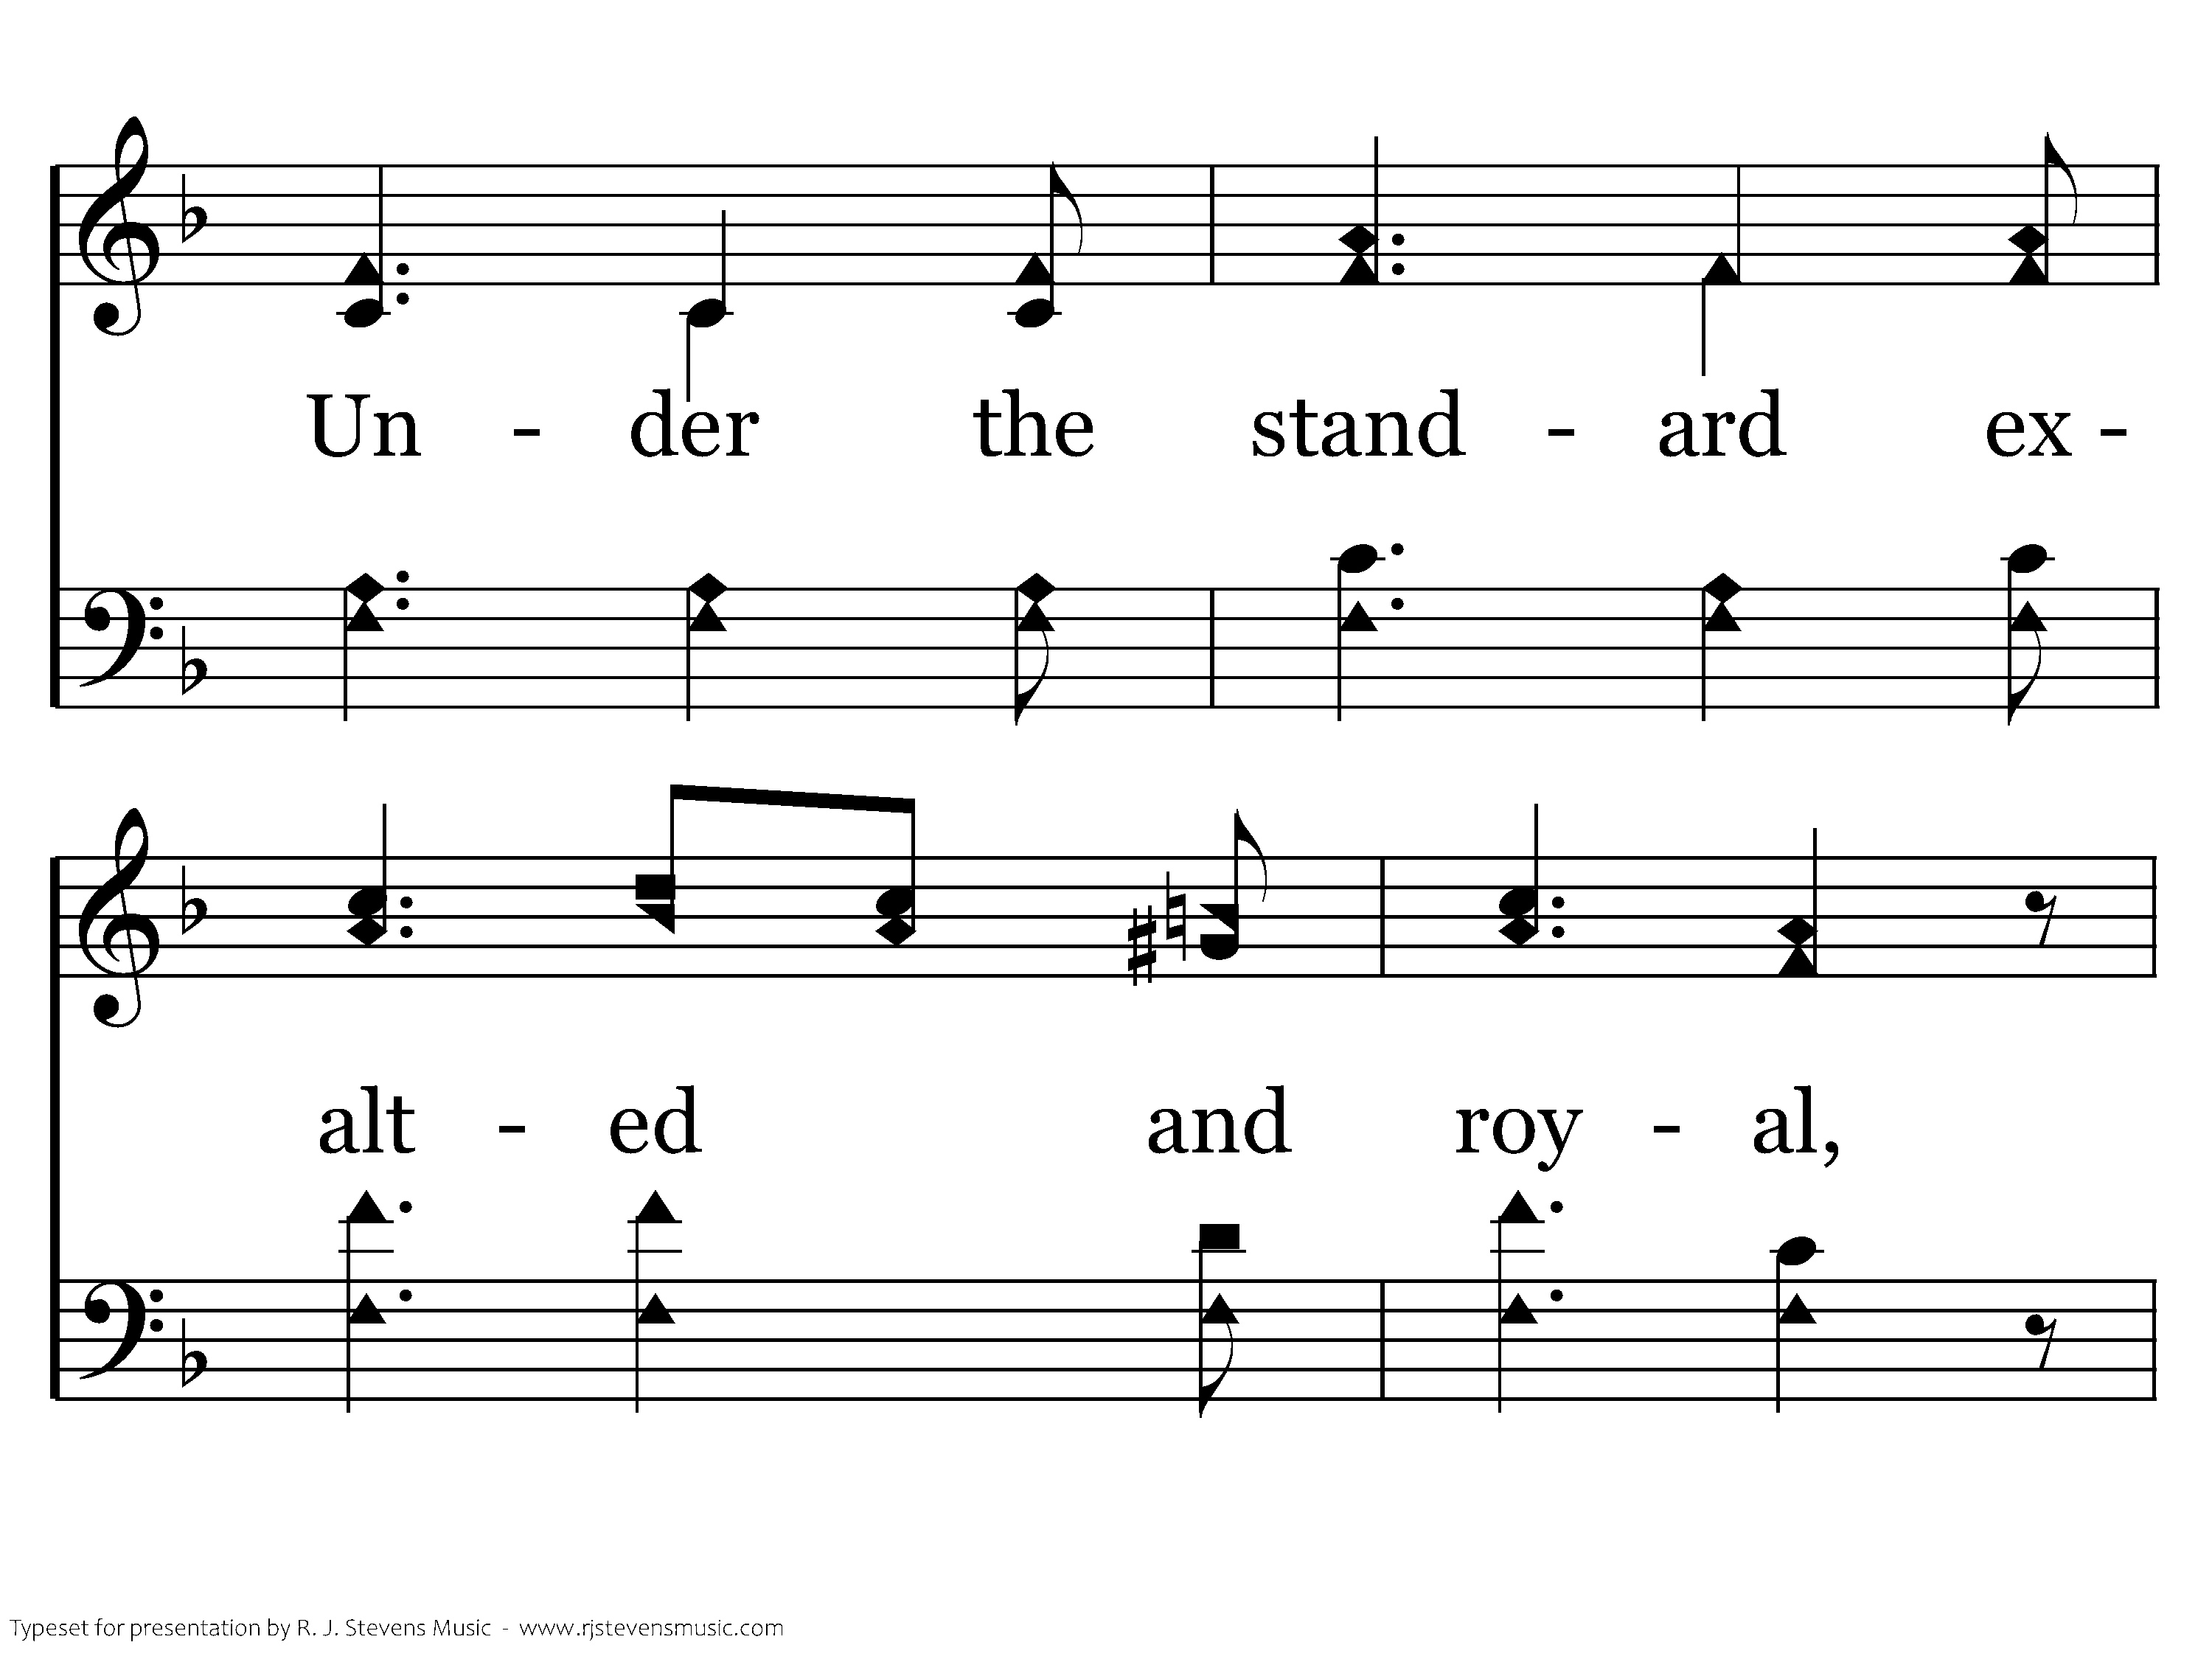 Un - der the stand - ard ex -
alt - ed and roy - al,
Typeset for presentation by R. J. Stevens Music - www.rjstevensmusic.com